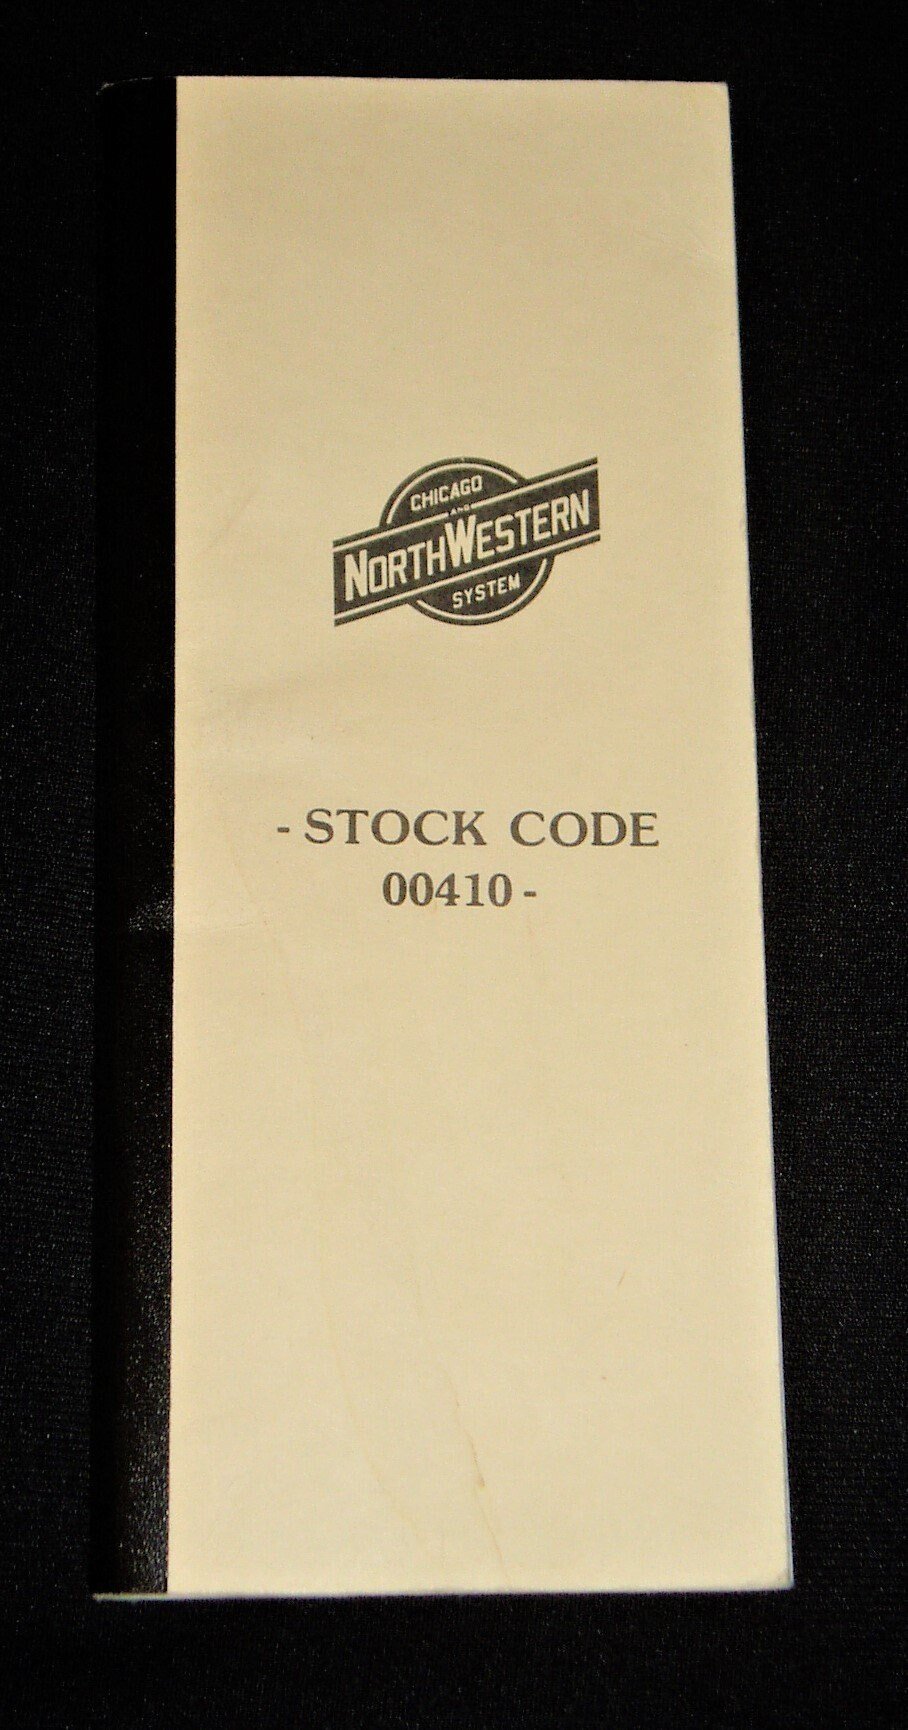 CHICAGO
AND
NORTHWESTERN
SYSTEM
- STOCK CODE
00410 -